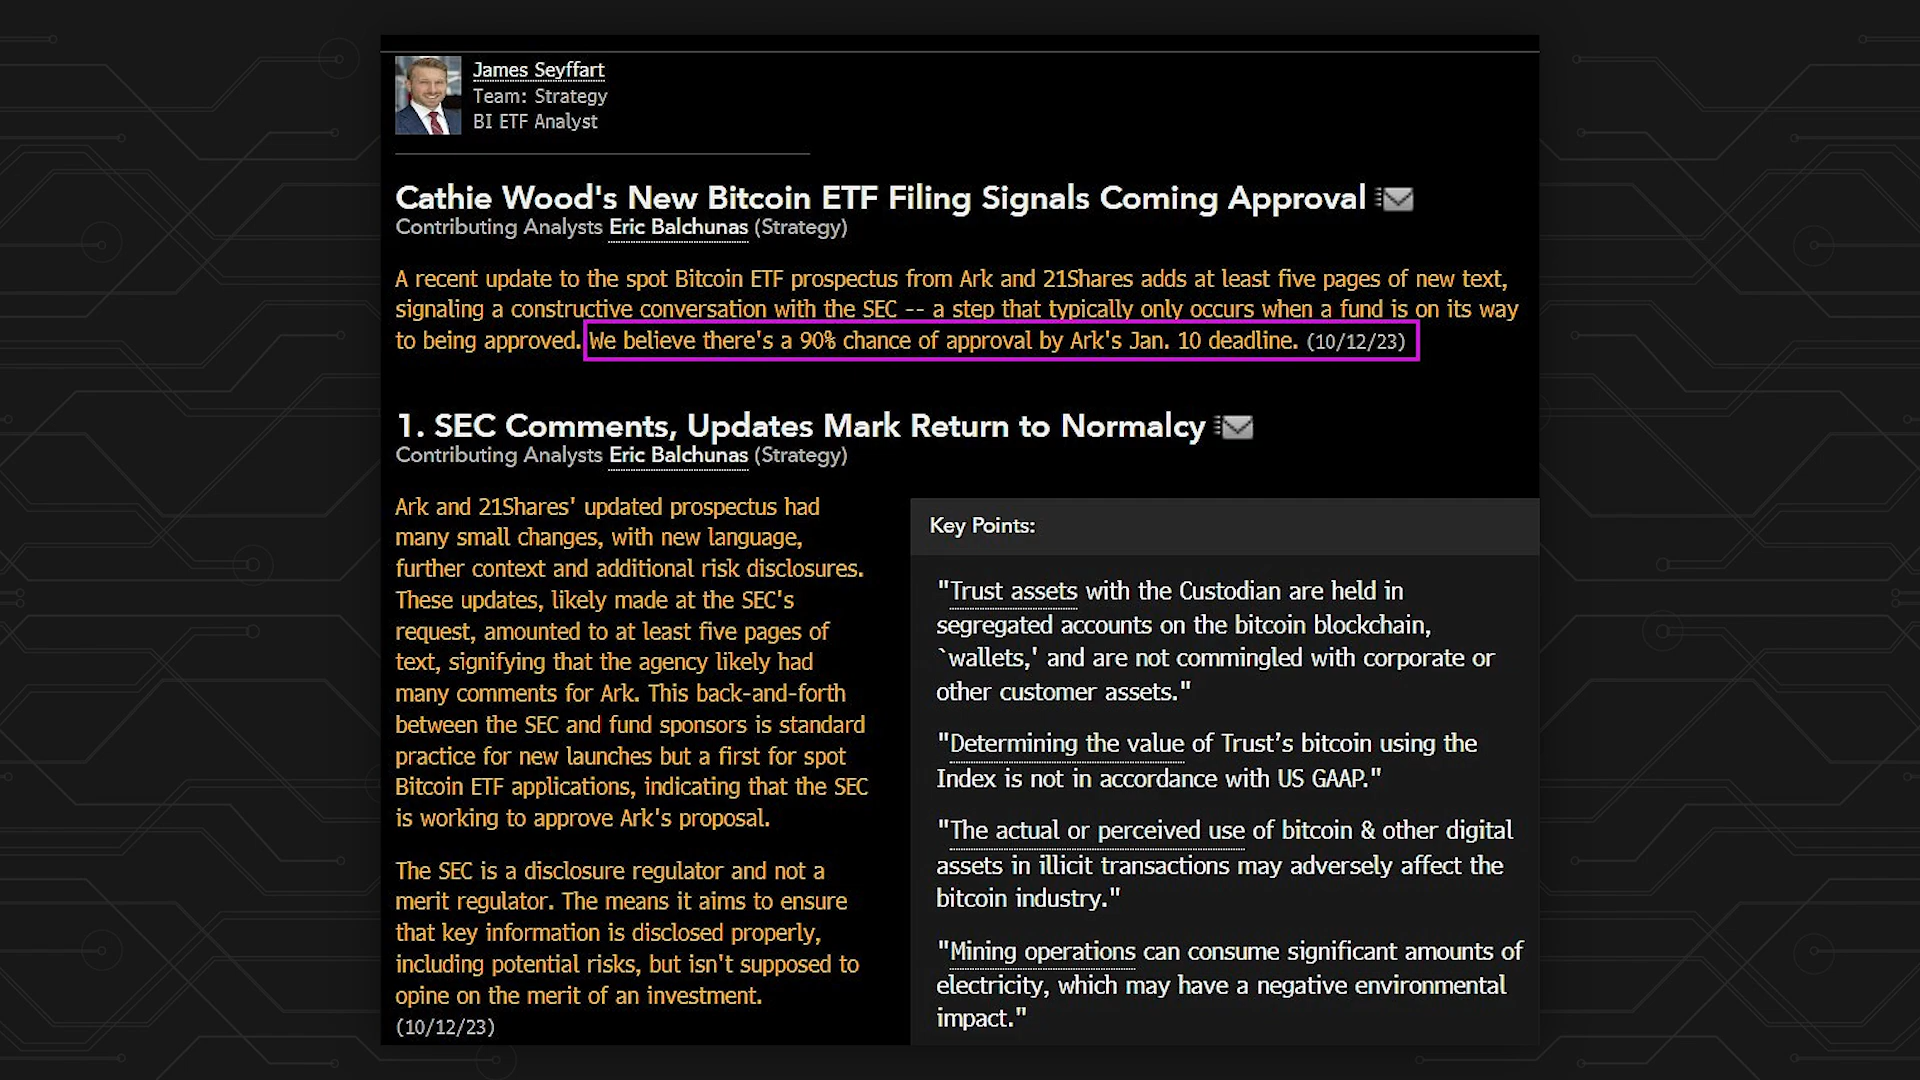 James Seyffart
Team: Strategy
BI ETF Analyst
Cathie Wood's New Bitcoin ETF Filing Signals Coming Approval
Contributing Analysts Eric Balchunas (Strategy)
A recent update to the spot Bitcoin ETF prospectus from Ark and 21Shares adds at least five pages of new text,
signaling a constructive conversation with the SEC -- a step that typically only occurs when a fund is on its way
to being approved. We believe there's a 90% chance of approval by Ark's Jan. 10 deadline. (10/12/23)
1. SEC Comments, Updates Mark Return to Normalcy
Contributing Analysts Eric Balchunas (Strategy)
Ark and 21Shares' updated prospectus had
many small changes, with new language,
further context and additional risk disclosures.
These updates, likely made at the SEC's
request, amounted to at least five pages of
text, signifying that the agency likely had
many comments for Ark. This back-and-forth
between the SEC and fund sponsors is standard
practice for new launches but a first for spot
Bitcoin ETF applications, indicating that the SEC
is working to approve Ark's proposal.
The SEC is a disclosure regulator and not a
merit regulator. The means it aims to ensure
that key information is disclosed properly,
including potential risks, but isn't supposed to
opine on the merit of an investment.
(10/12/23)
Key Points:
"Trust assets with the Custodian are held in
segregated accounts on the bitcoin blockchain,
`wallets,' and are not commingled with corporate or
other customer assets."
"Determining the value of Trust’s bitcoin using the
Index is not in accordance with US GAAP."
"The actual or perceived use of bitcoin & other digital
assets in illicit transactions may adversely affect the
bitcoin industry."
"Mining operations can consume significant amounts of
electricity, which may have a negative environmental
impact."